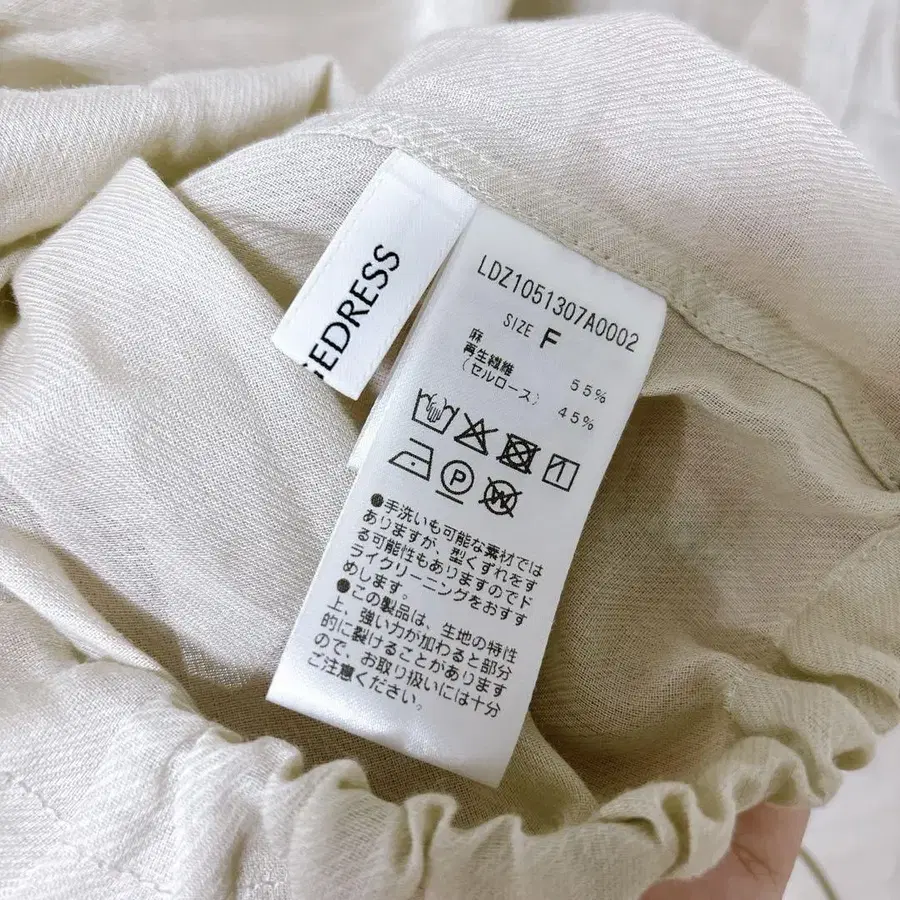 GEDRESS
LDZ1051307A0002
SIZE F
麻 55%
再生繊維
(セルロース) 45%
P
W
●手洗いも可能な素材では
ありますが、型くずれをす
る可能性もありますのでド
ライクリーニングをおすす
めします。
●この製品は、生地の特性
上、強い力が加わると部分
的に裂けることがあります
ので、お取り扱いには十分
ご注意ください。